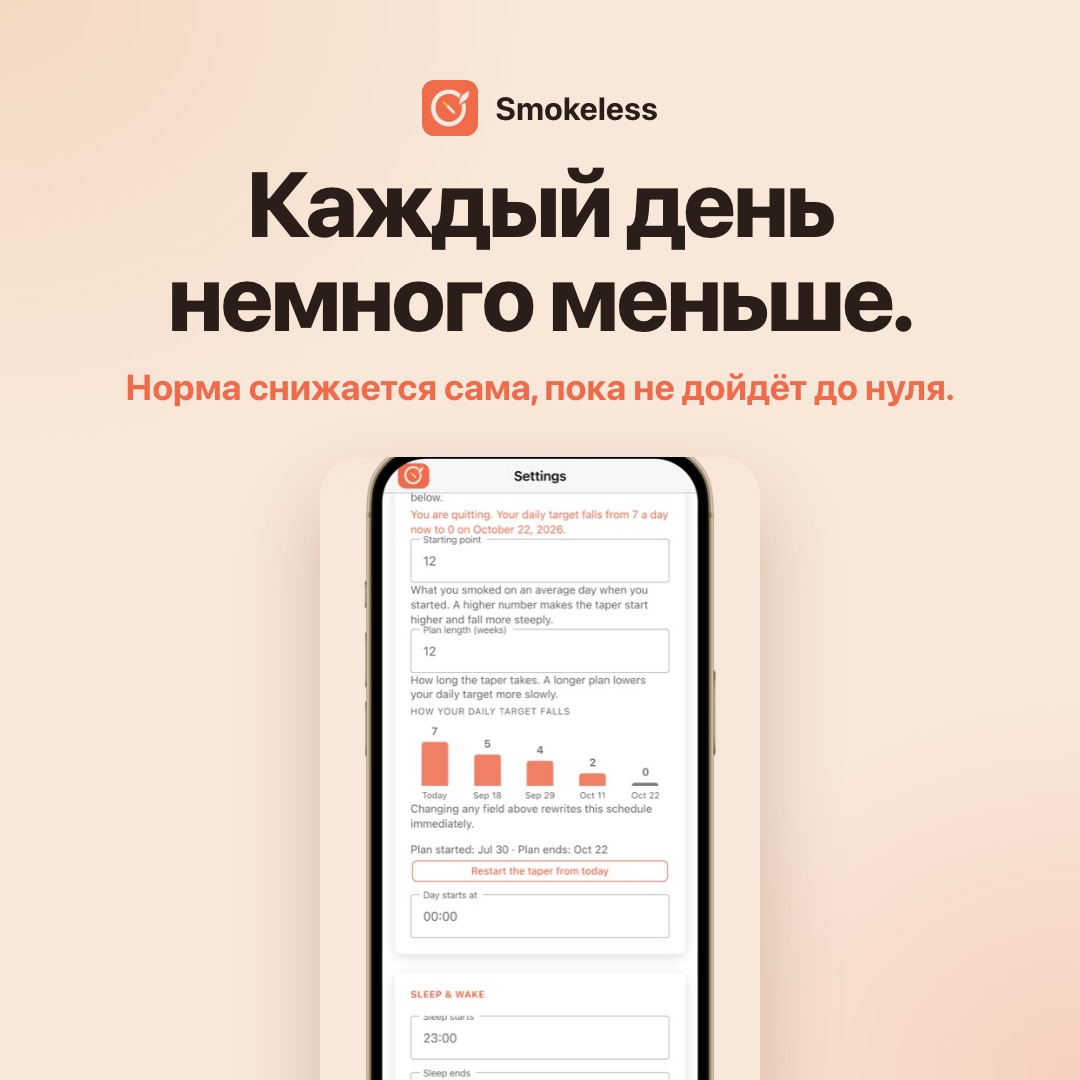 Smokeless
Каждый день
немного меньше.
Норма снижается сама, пока не дойдёт до нуля.
Settings
below.
You are quitting. Your daily target falls from 7 a day
now to 0 on October 22, 2026.
Starting point
12
What you smoked on an average day when you
started. A higher number makes the taper start
higher and fall more steeply.
Plan length (weeks)
12
How long the taper takes. A longer plan lowers
your daily target more slowly.
HOW YOUR DAILY TARGET FALLS
7 5 4 2 0
Today Sep 18 Sep 29 Oct 11 Oct 22
Changing any field above rewrites this schedule
immediately.
Plan started: Jul 30 · Plan ends: Oct 22
Restart the taper from today
Day starts at
00:00
SLEEP & WAKE
Sleep starts
23:00
Sleep ends